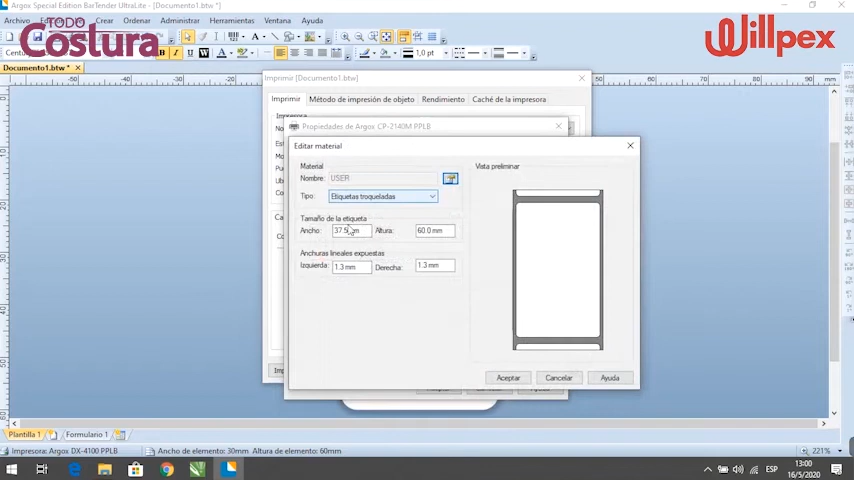 Argox Special Edition BarTender UltraLite - [Documento1.btw *]
Crear Ordenar Administrar Herramientas Ventana Ayuda
TODO
Costura
Willpex
1,0 pt
Documento1.btw *
mm
Imprimir [Documento1.btw]
Imprimir Método de impresión de objeto Rendimiento Caché de la impresora
Propiedades de Argox CP-2140M PPLB
Editar material
Material
Nombre: USER
Tipo: Etiquetas troqueladas
Tamaño de la etiqueta
Ancho: Altura: 60.0 mm
Anchuras lineales expuestas
Izquierda: 1.3 mm Derecha: 1.3 mm
Vista preliminar
Aceptar Cancelar Ayuda
Plantilla 1 Formulario 1
Impresora: Argox DX-4100 PPLB Ancho de elemento: 30mm Altura de elemento: 60mm 221%
ESP 13:00
16/5/2020